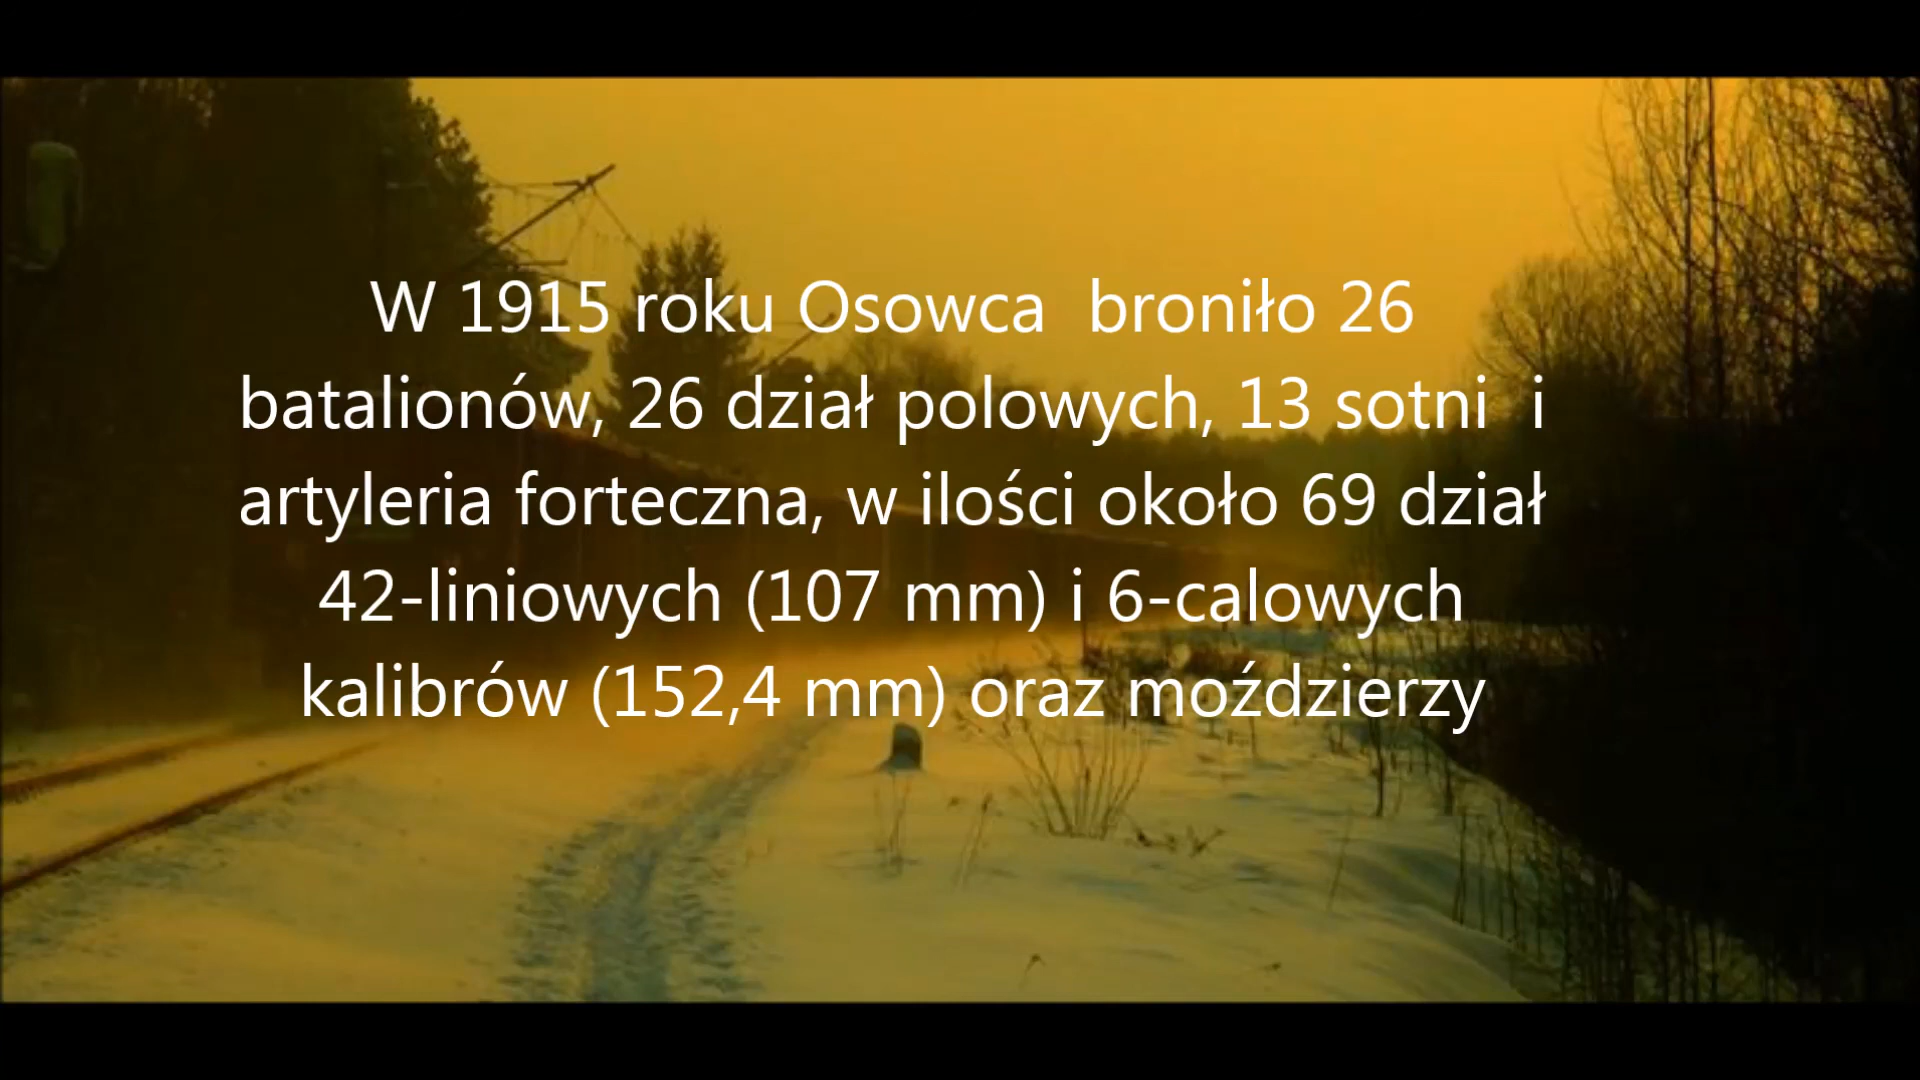 W 1915 roku Osowca  broniło 26
batalionów, 26 dział polowych, 13 sotni  i
artyleria forteczna, w ilości około 69 dział
42-liniowych (107 mm) i 6-calowych
kalibrów (152,4 mm) oraz moździerzy